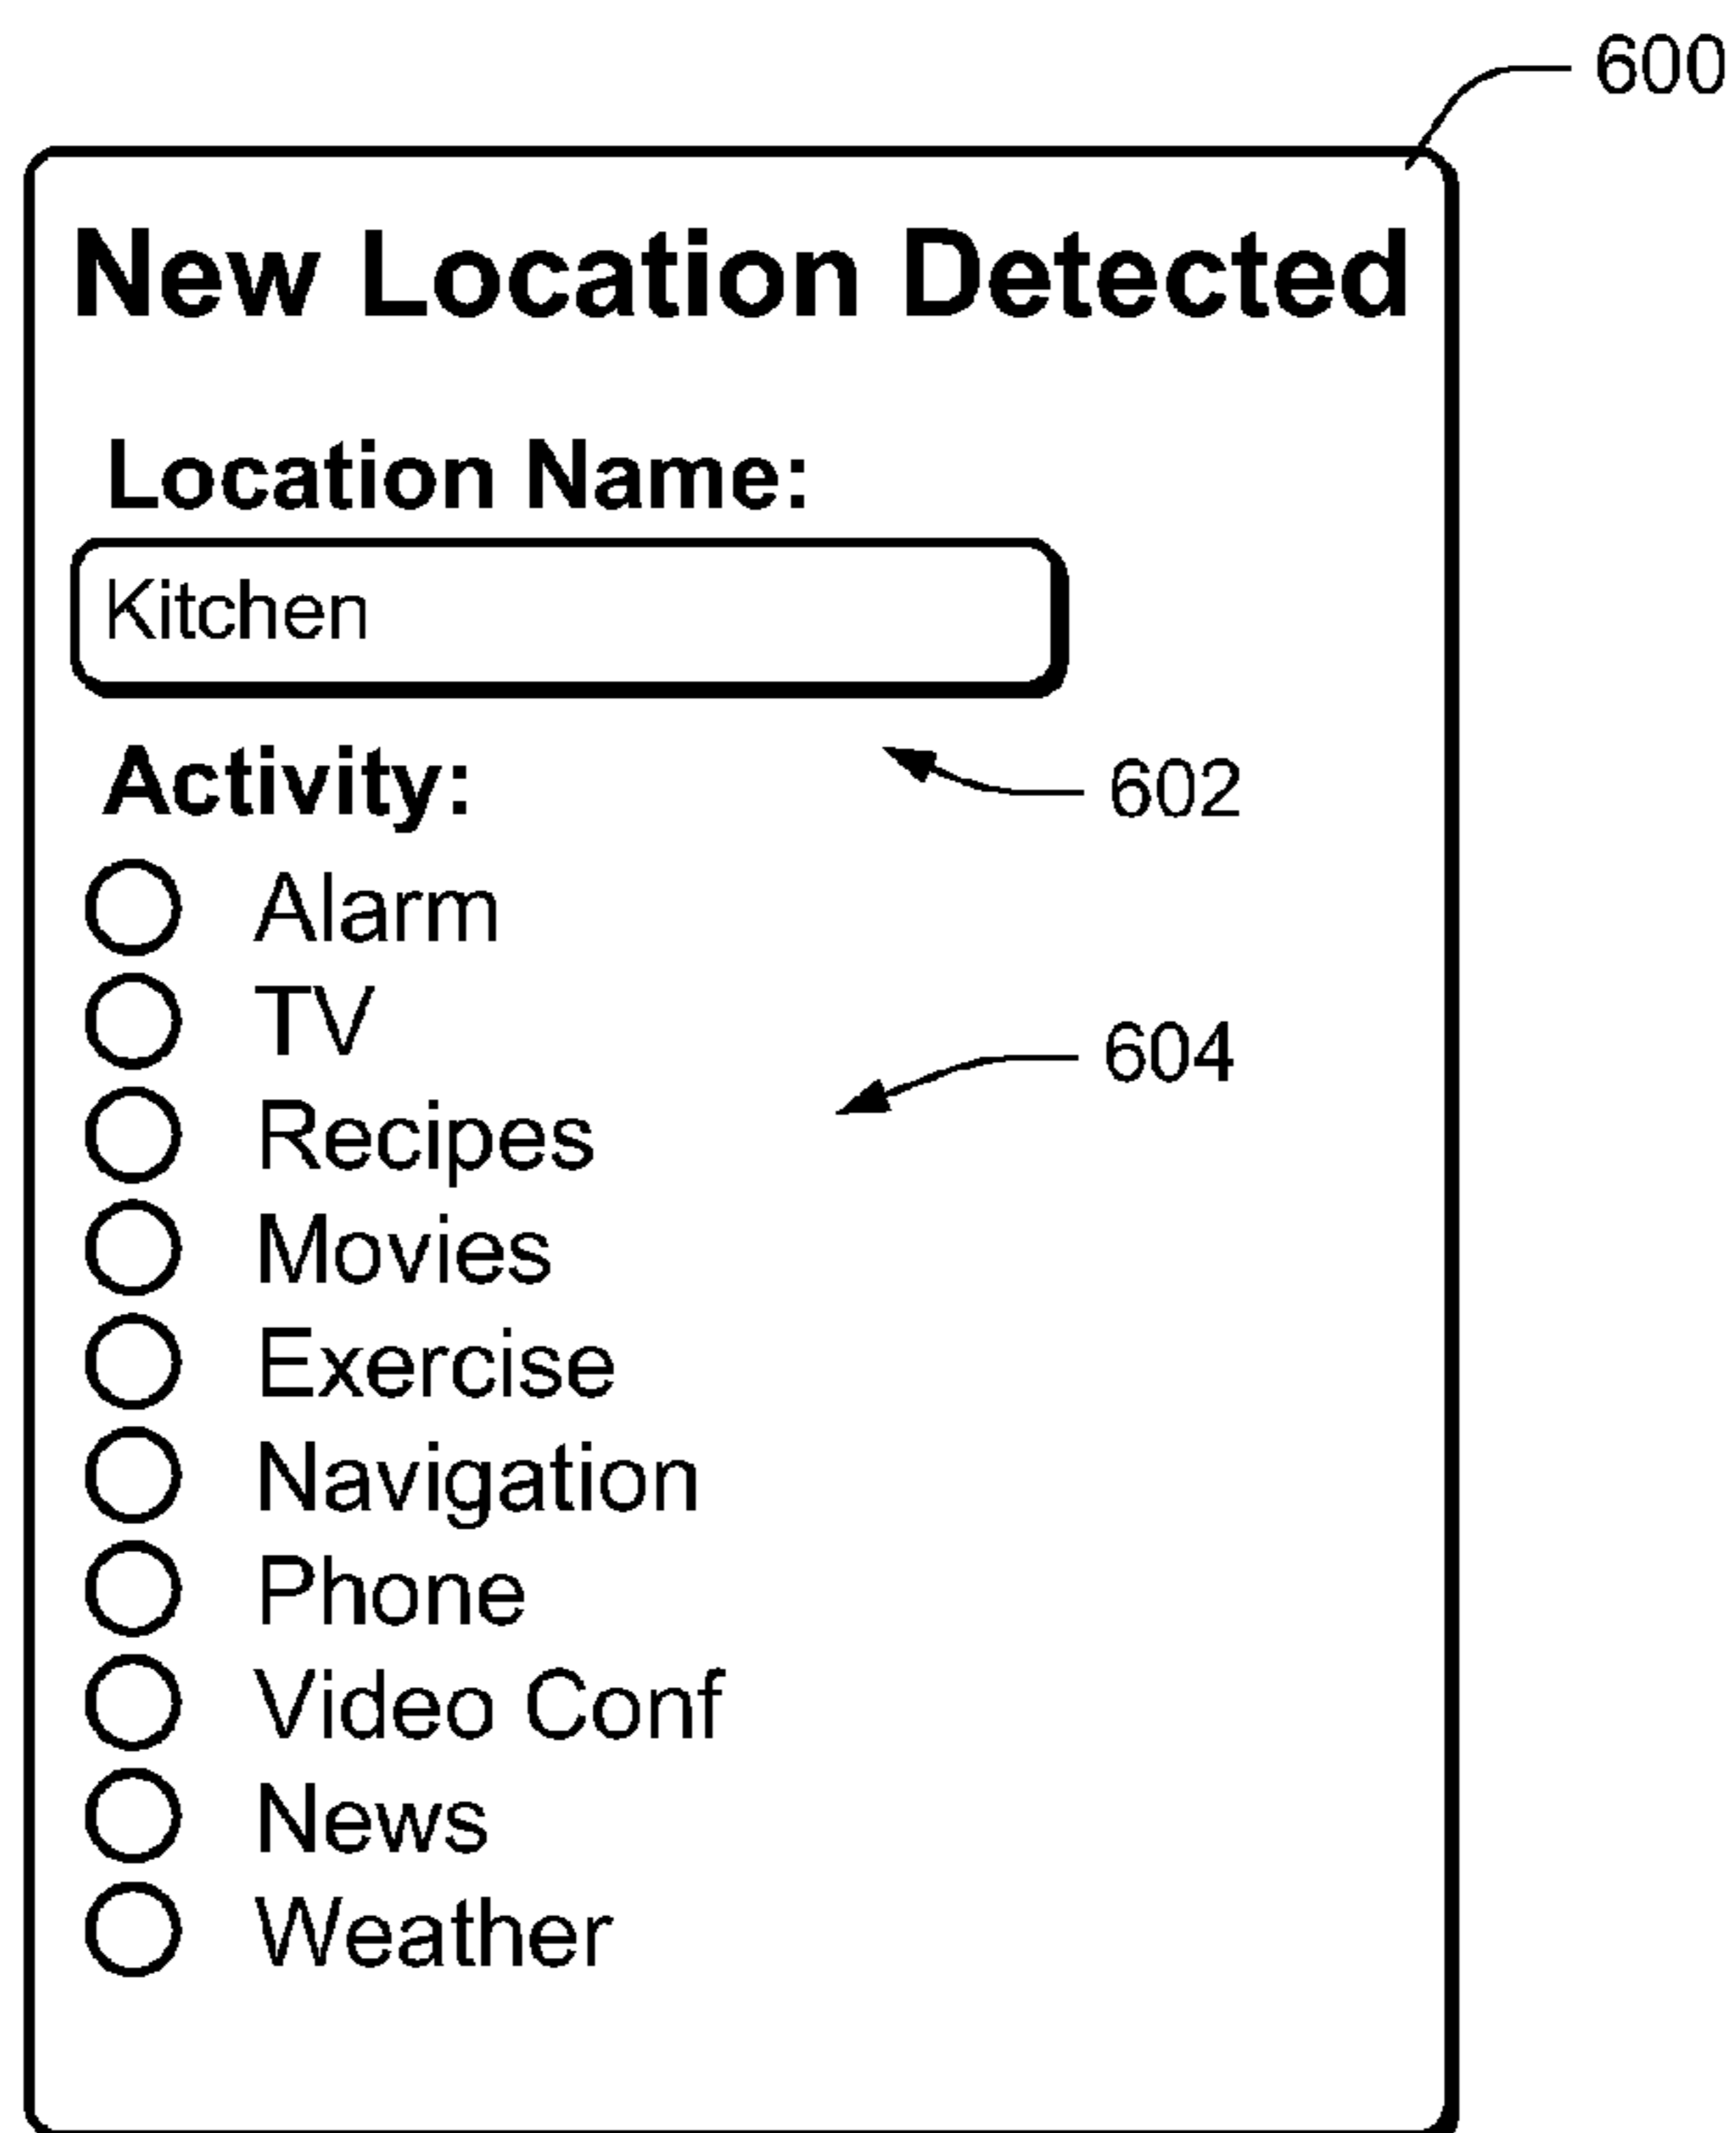 600
New Location Detected
Location Name:
Kitchen
Activity:
602
Alarm
TV
604
Recipes
Movies
Exercise
Navigation
Phone
Video Conf
News
Weather